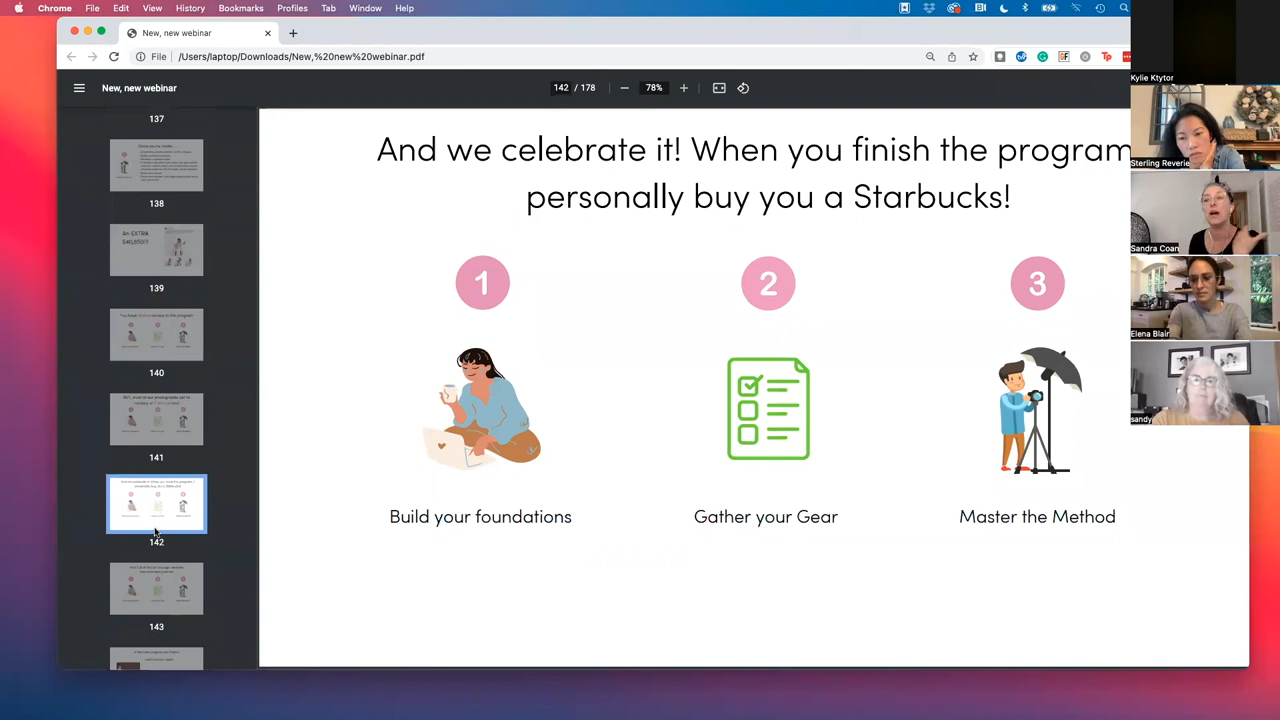 Chrome File Edit View History Bookmarks Profiles Tab Window Help
New, new webinar
File /Users/laptop/Downloads/New,%20new%20webinar.pdf
New, new webinar
142 / 178
78%
137
138
An EXTRA
139
140
141
142
143
And we celebrate it! When you finish the program
personally buy you a Starbucks!
1 2 3
Build your foundations Gather your Gear Master the Method
Kylie Ktytor
Sterling Reverie
Sandra Coan
Elena Blair
sandy